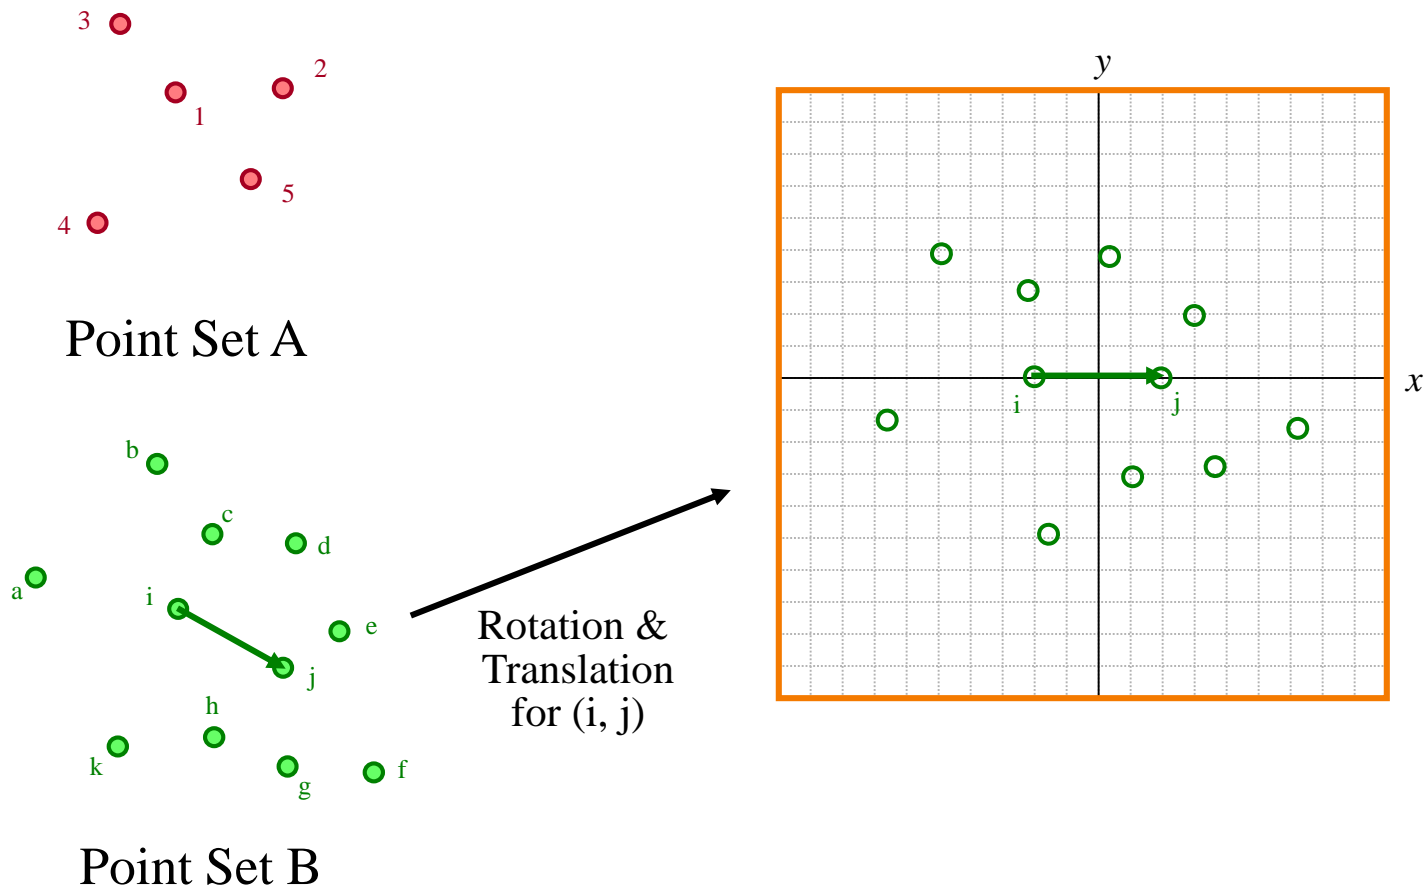 3
2
1
5
4
Point Set A
y
x
i
j
b
c
d
a
i
e
j
h
k
g
f
Rotation &
Translation
for (i, j)
Point Set B